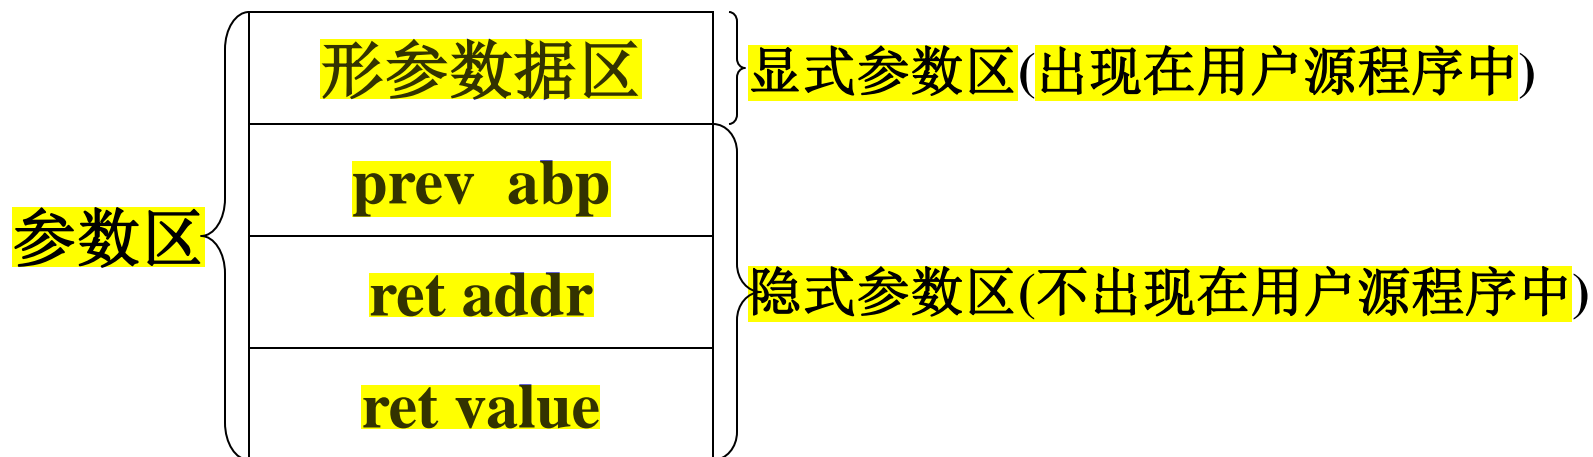 形参数据区
显式参数区(出现在用户源程序中)
prev abp
参数区
ret addr
隐式参数区(不出现在用户源程序中)
ret value